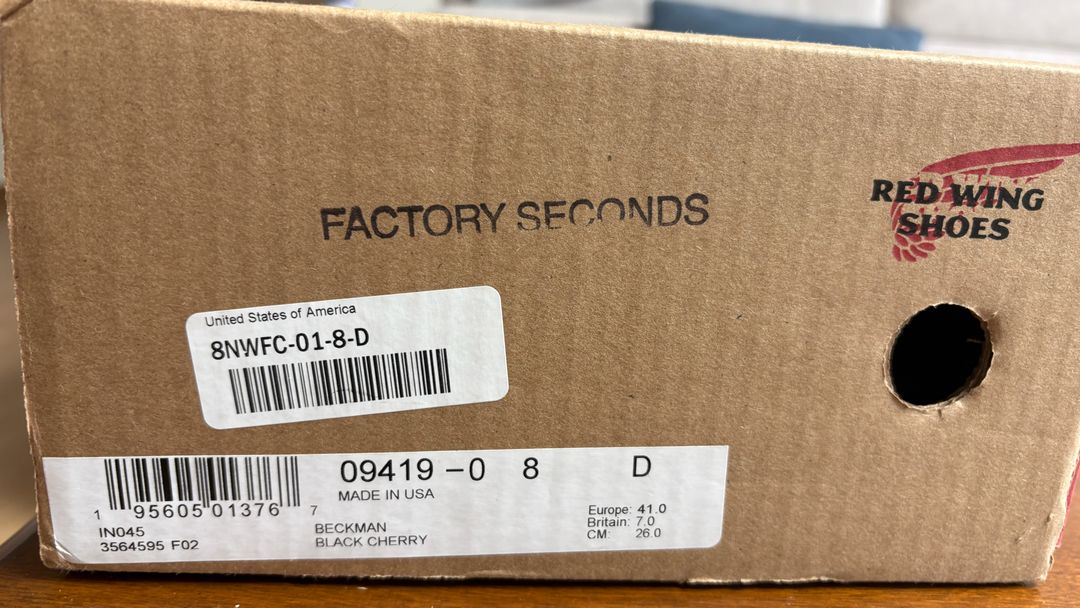 FACTORY SECONDS
RED WING
SHOES
United States of America
8NWFC-01-8-D
09419-0 8 D
MADE IN USA
1 95605 01376 7
IN045
3564595 F02
BECKMAN
BLACK CHERRY
Europe: 41.0
Britain: 7.0
CM: 26.0